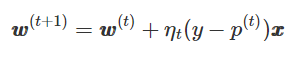 𝒘^(t+1) = 𝒘^(t) + η_t(y − p^(t))𝒙